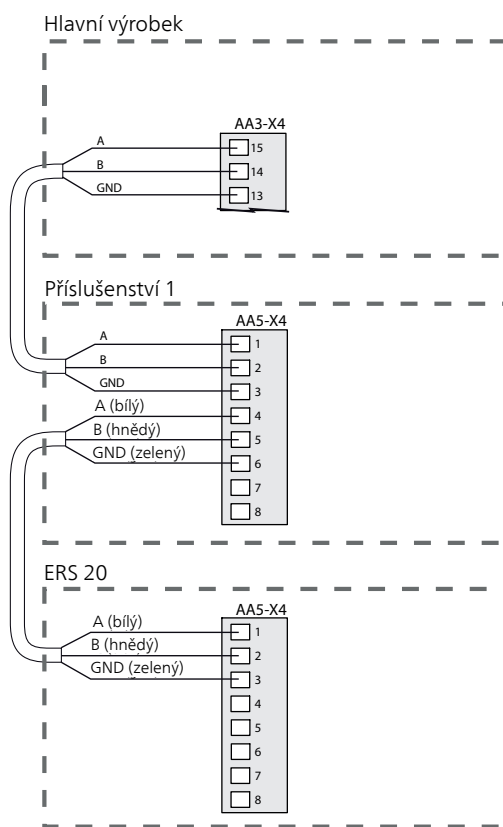 Hlavní výrobek
AA3-X4
A
15
B
14
GND
13
Příslušenství 1
AA5-X4
A
1
B
2
GND
3
A (bílý)
4
B (hnědý)
5
GND (zelený)
6
7
8
ERS 20
AA5-X4
A (bílý)
1
B (hnědý)
2
GND (zelený)
3
4
5
6
7
8